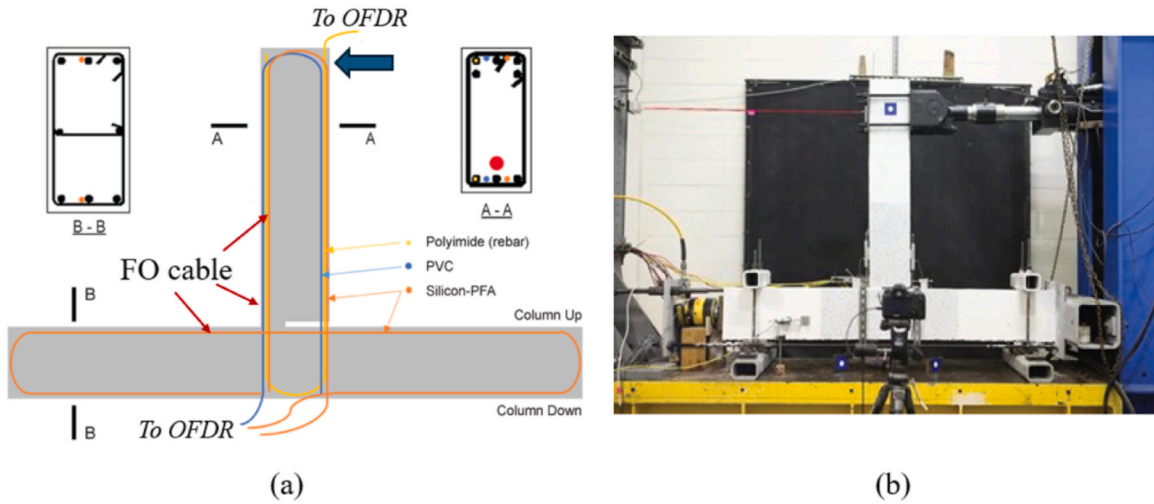 To OFDR
A
A
B - B
A - A
FO cable
Polyimide (rebar)
PVC
Silicon-PFA
B
Column Up
B
Column Down
To OFDR
(a)
(b)